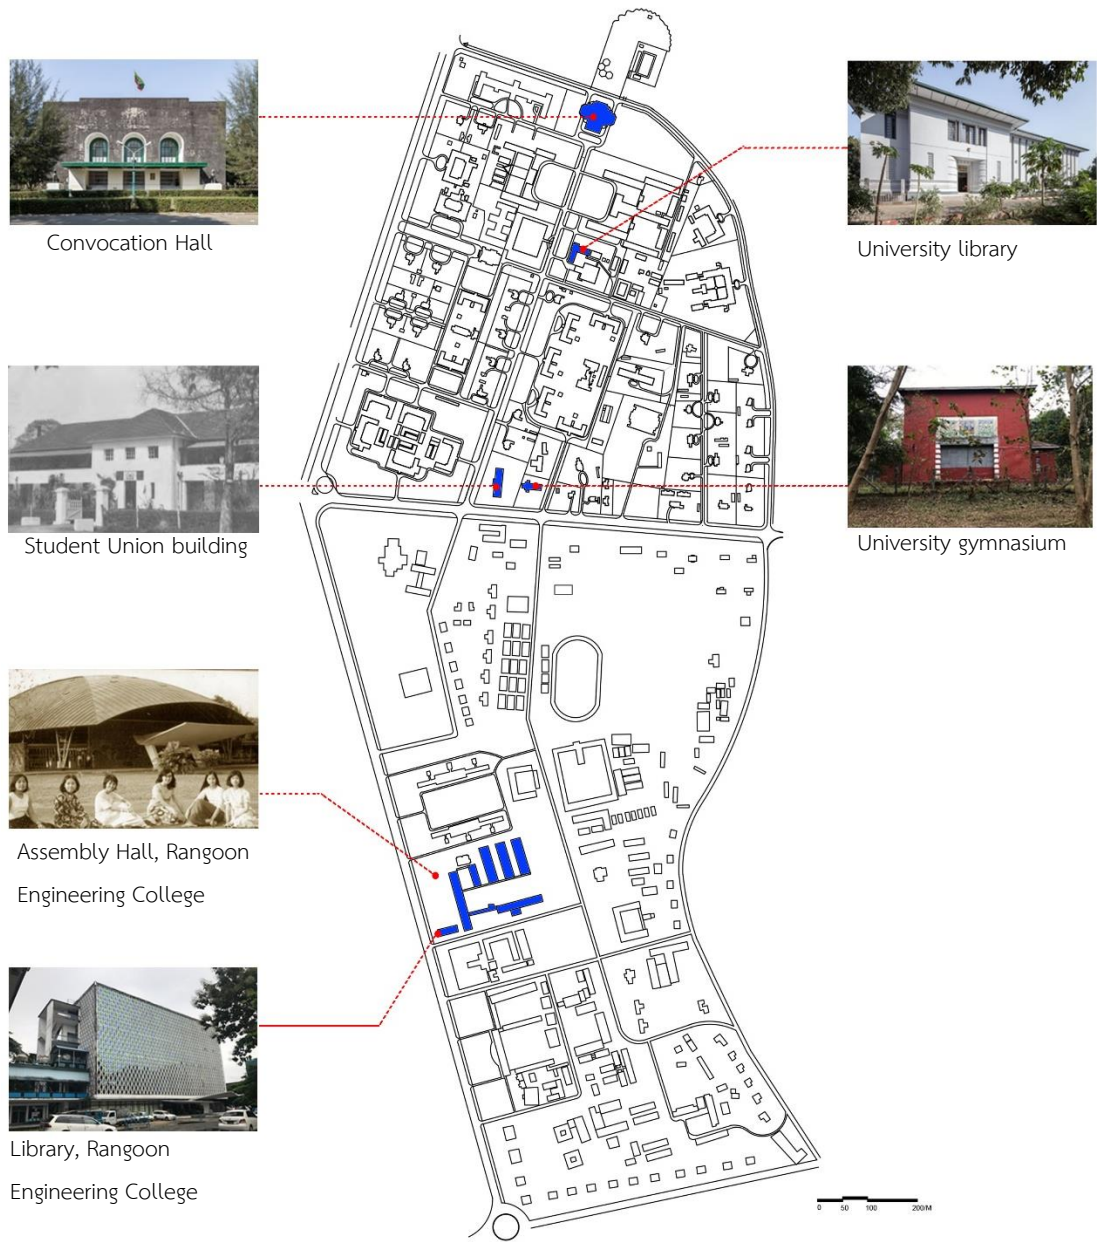 Convocation Hall
University library
Student Union building
University gymnasium
Assembly Hall, Rangoon
Engineering College
Library, Rangoon
Engineering College
0 50 100 200/M